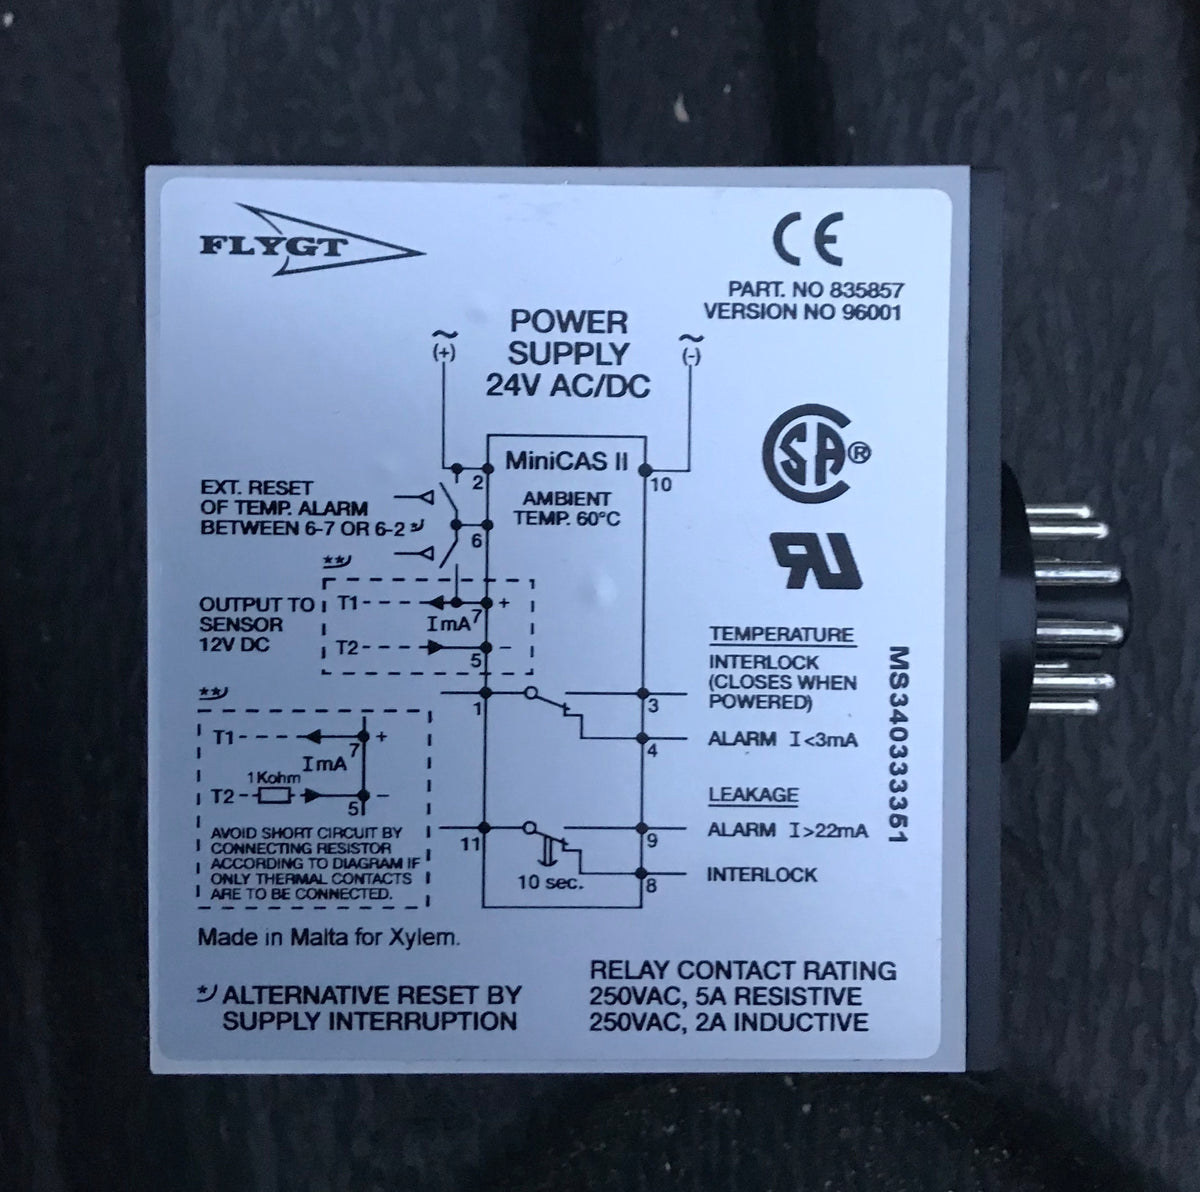 FLYGT
CE
PART. NO 835857
VERSION NO 96001
POWER
SUPPLY
24V AC/DC
~
(+)
~
(-)
MiniCAS II
2
10
AMBIENT
TEMP. 60°C
SA®
EXT. RESET
OF TEMP. ALARM
BETWEEN 6-7 OR 6-2 *)
6
**)
OUTPUT TO
SENSOR
12V DC
T1
+
I mA
7
T2
5
-
RU
TEMPERATURE
INTERLOCK
(CLOSES WHEN
POWERED)
1
3
4
ALARM I<3mA
LEAKAGE
11
9
ALARM I>22mA
10 sec.
8
INTERLOCK
MS340333351
**)
T1
7
+
I mA
1Kohm
T2
5
-
AVOID SHORT CIRCUIT BY
CONNECTING RESISTOR
ACCORDING TO DIAGRAM IF
ONLY THERMAL CONTACTS
ARE TO BE CONNECTED.
Made in Malta for Xylem.
*) ALTERNATIVE RESET BY
SUPPLY INTERRUPTION
RELAY CONTACT RATING
250VAC, 5A RESISTIVE
250VAC, 2A INDUCTIVE